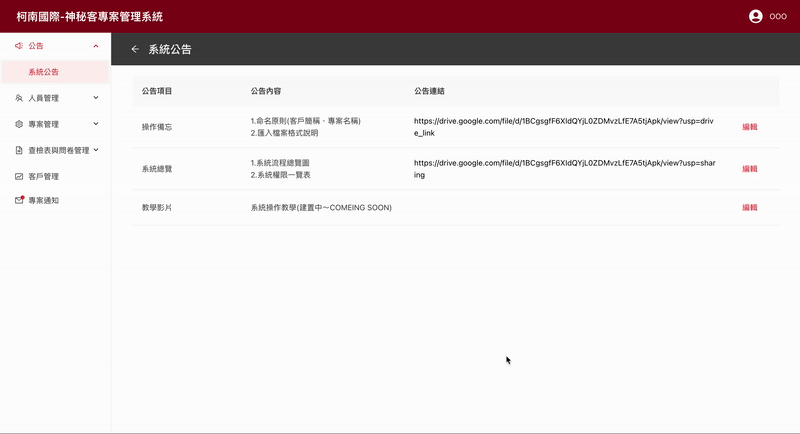 柯南國際-神秘客專案管理系統
OOO
公告
系統公告
人員管理
專案管理
查檢表與問卷管理
客戶管理
專案通知
系統公告
公告項目 公告內容 公告連結
操作備忘
1.命名原則(客戶簡稱、專案名稱)
2.匯入檔案格式說明
https://drive.google.com/file/d/1BCgsgfF6XldQYjL0ZDMvzLfE7A5tjApk/view?usp=driv
e_link
編輯
系統總覽
1.系統流程總覽圖
2.系統權限一覽表
https://drive.google.com/file/d/1BCgsgfF6XldQYjL0ZDMvzLfE7A5tjApk/view?usp=shar
ing
編輯
教學影片
系統操作教學(建置中～COMEING SOON)
編輯